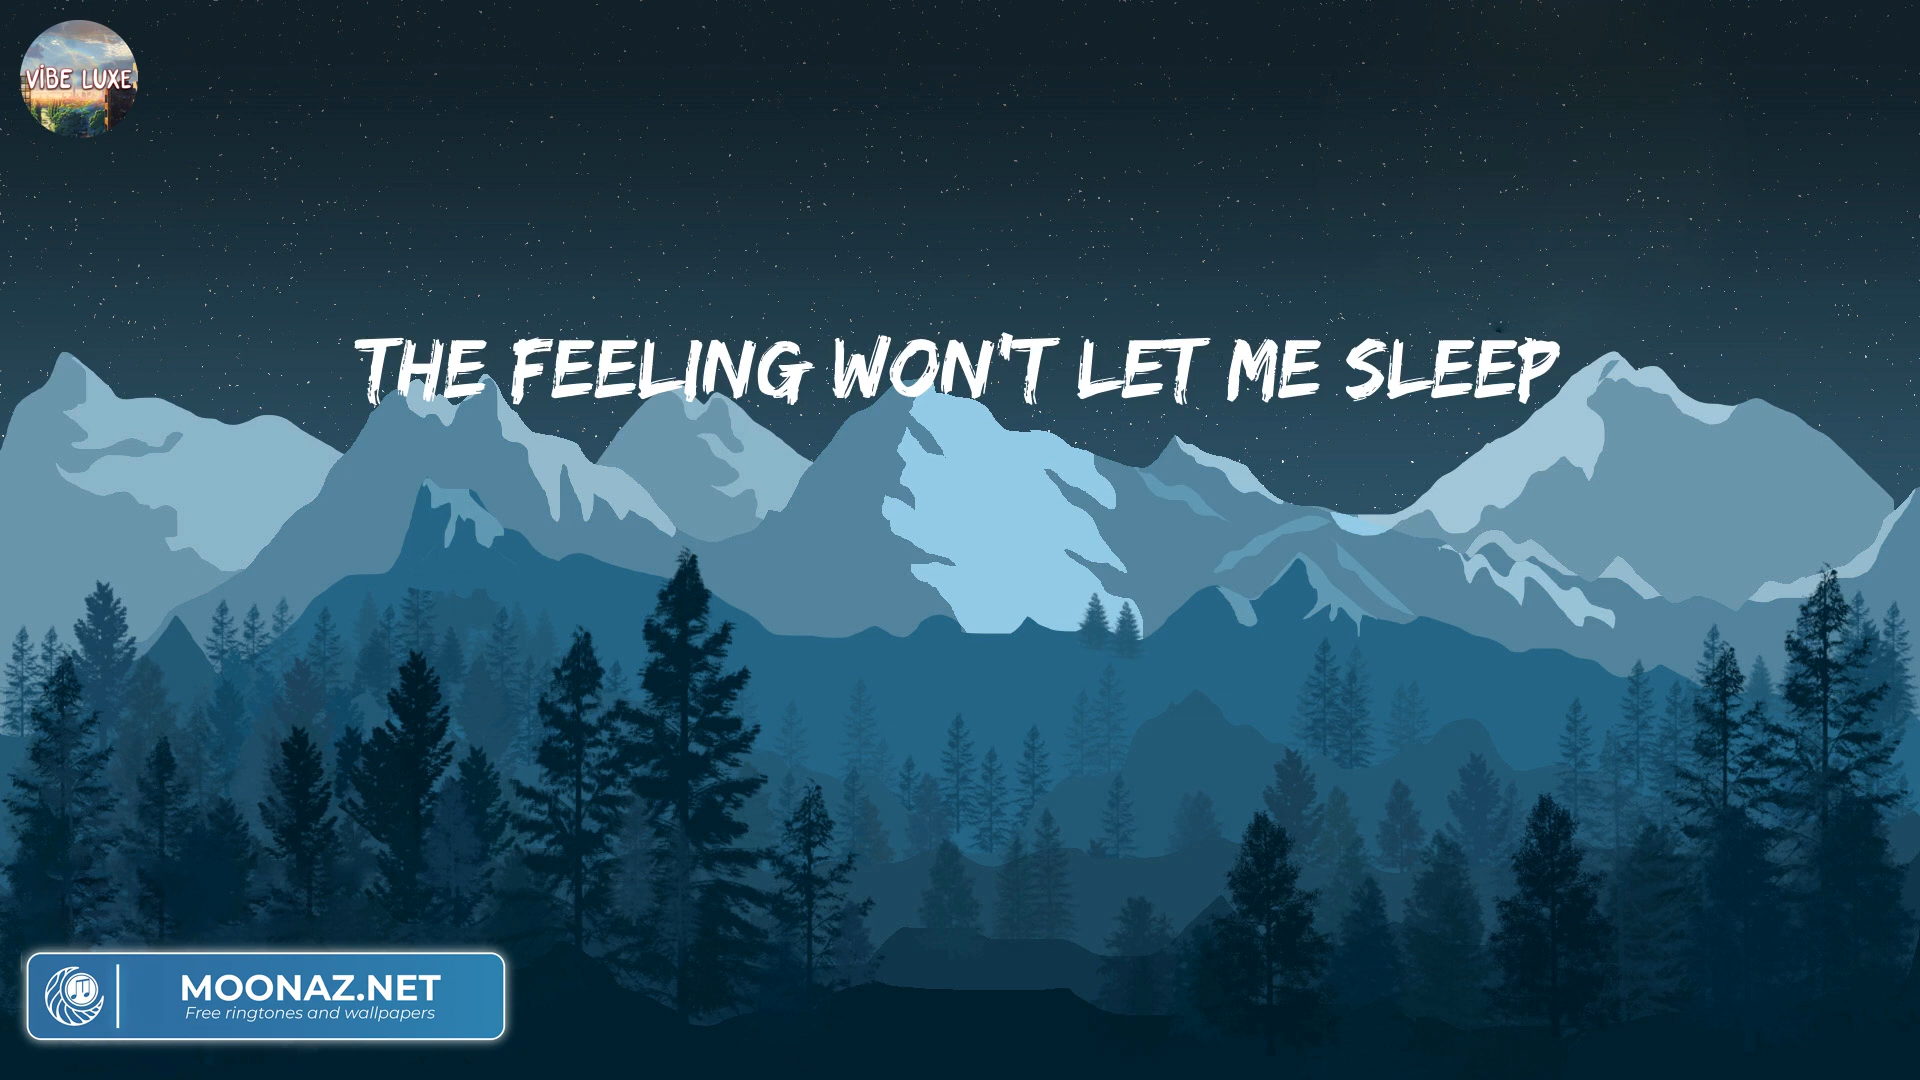 VIBE LUXE
THE FEELING WON'T LET ME SLEEP
MOONAZ.NET
Free ringtones and wallpapers